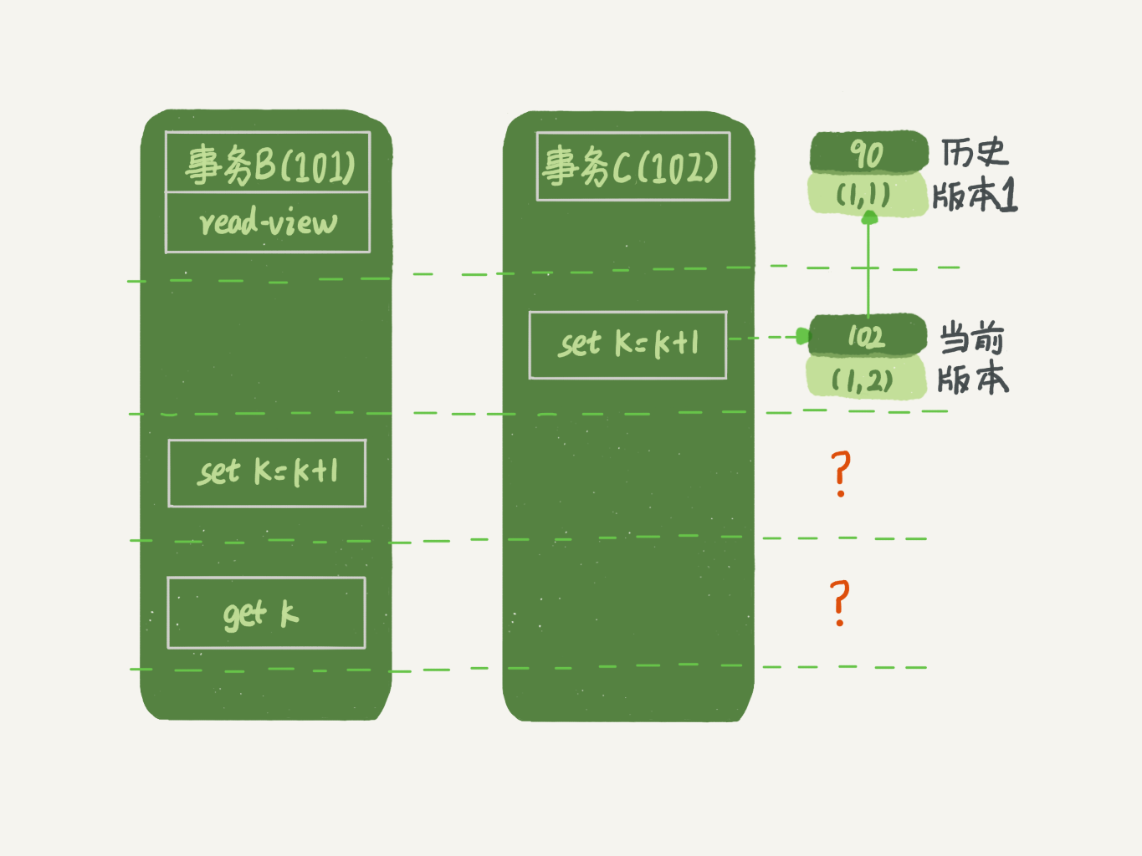 事务B(101)
read-view
事务C(102)
90
(1,1)
历史
版本1
set k=k+1
102
(1,2)
当前
版本
set k=k+1
?
get k
?